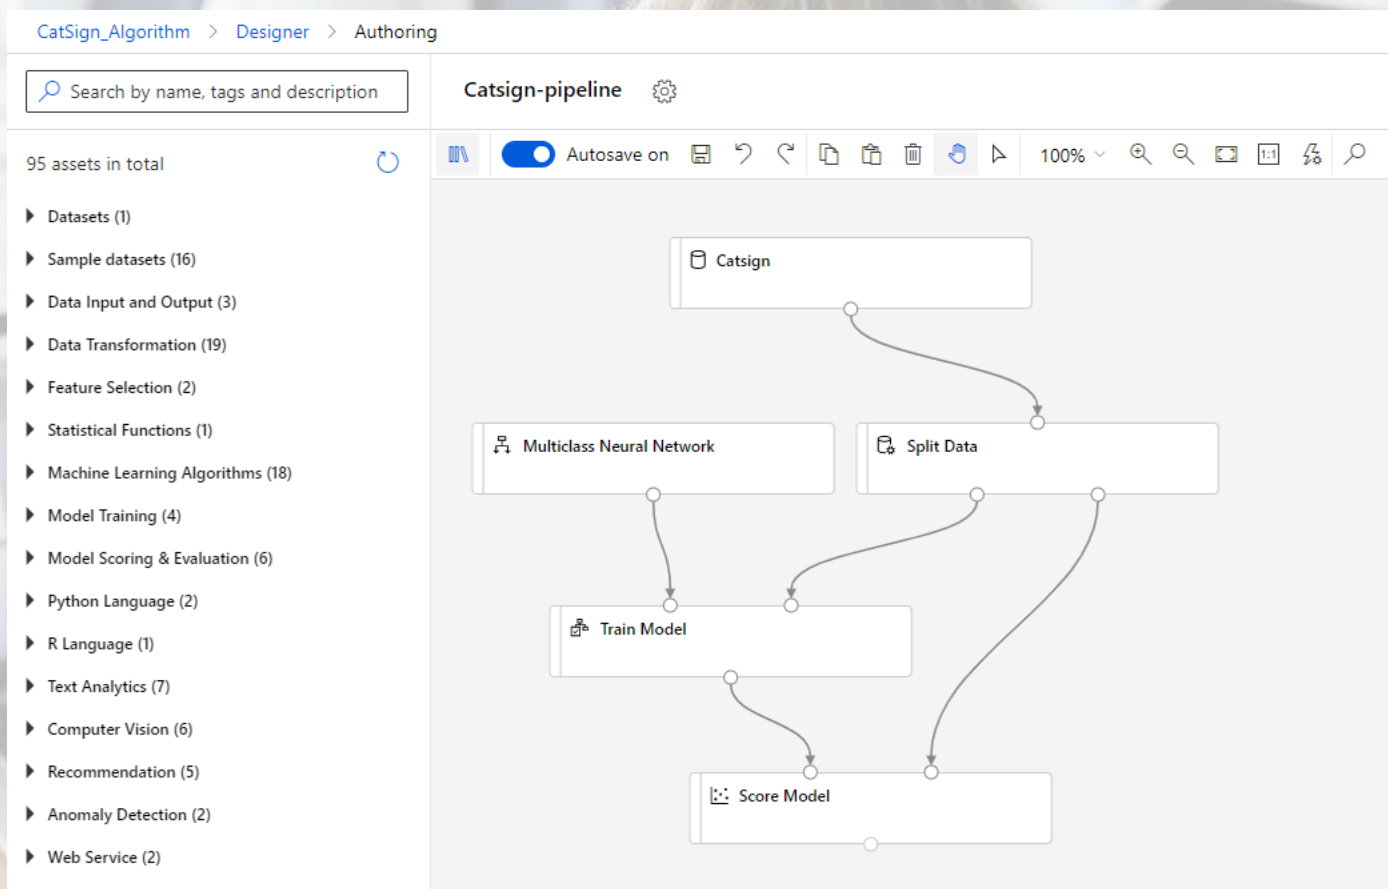 CatSign_Algorithm > Designer > Authoring
Search by name, tags and description
Catsign-pipeline
95 assets in total
Autosave on
100%
1:1
Datasets (1)
Sample datasets (16)
Data Input and Output (3)
Data Transformation (19)
Feature Selection (2)
Statistical Functions (1)
Machine Learning Algorithms (18)
Model Training (4)
Model Scoring & Evaluation (6)
Python Language (2)
R Language (1)
Text Analytics (7)
Computer Vision (6)
Recommendation (5)
Anomaly Detection (2)
Web Service (2)
Catsign
Multiclass Neural Network
Split Data
Train Model
Score Model